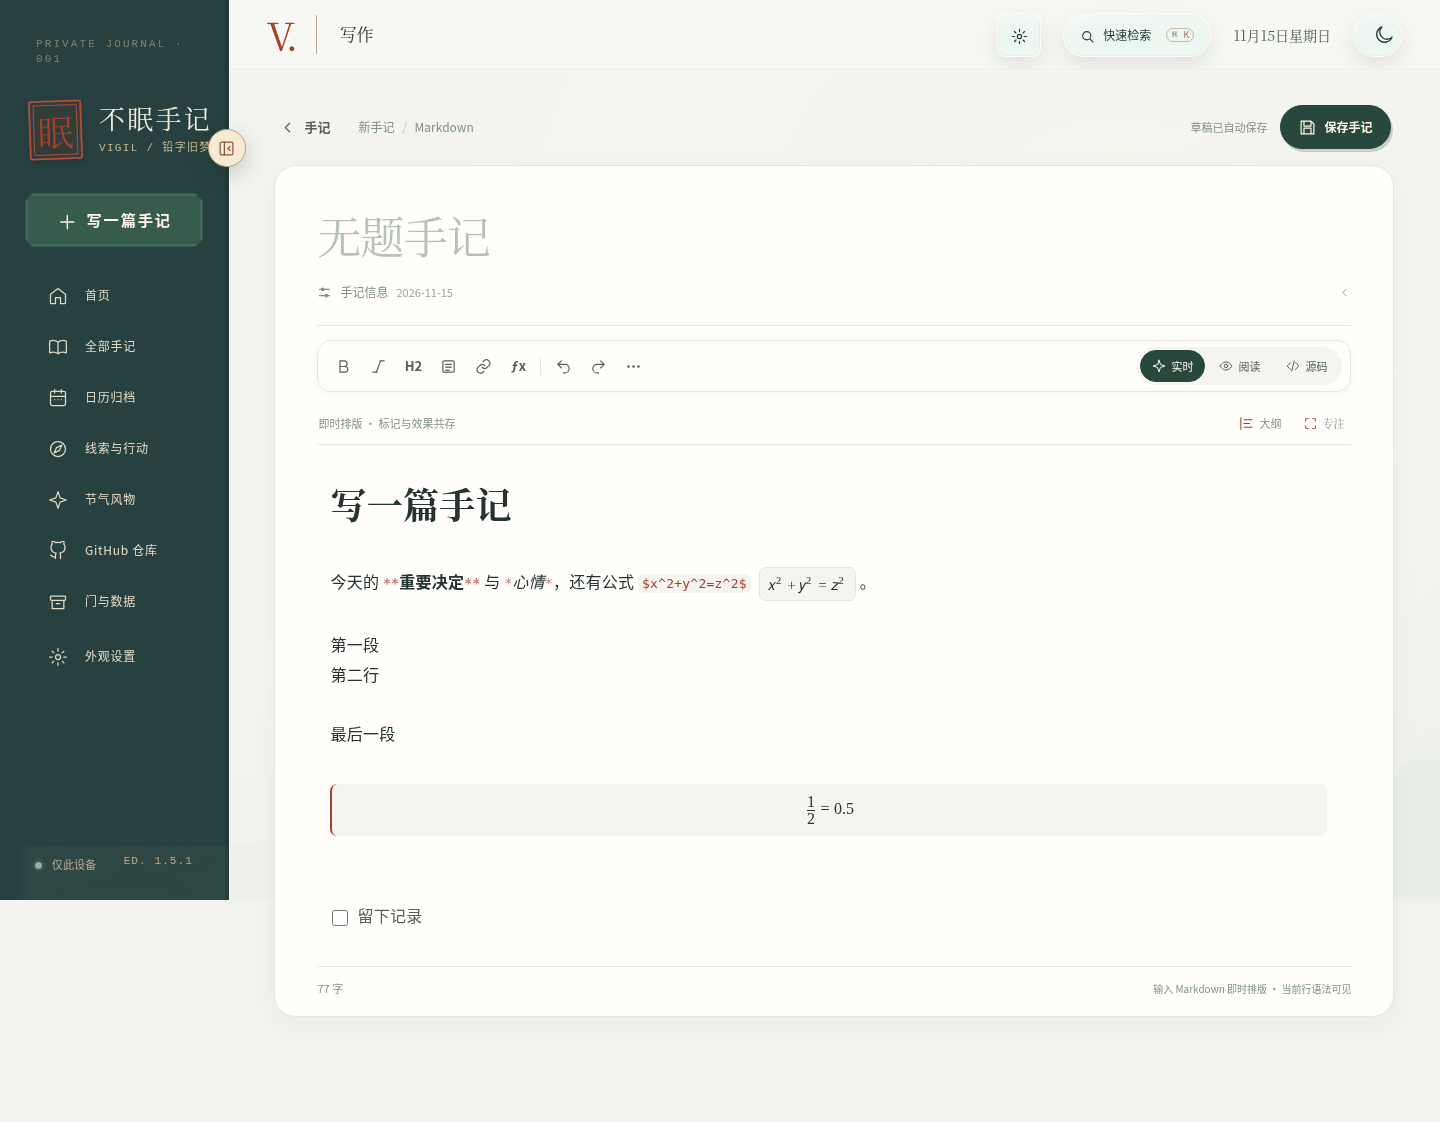 PRIVATE JOURNAL ·
001
眠
不眠手记
VIGIL / 铅字旧梦
写一篇手记
首页
全部手记
日历归档
线索与行动
节气风物
GitHub 仓库
门与数据
外观设置
仅此设备
ED. 1.5.1
V.
写作
快速检索 ⌘ K
11月15日星期日
手记
新手记 / Markdown
草稿已自动保存
保存手记
无题手记
手记信息 2026-11-15
H2
ƒx
实时
阅读
源码
即时排版 · 标记与效果共存
大纲
专注
写一篇手记
今天的 **重要决定** 与 *心情*，还有公式 $x^2+y^2=z^2$ x² + y² = z² 。
第一段
第二行
最后一段
1/2 = 0.5
留下记录
77 字
输入 Markdown 即时排版 · 当前行语法可见